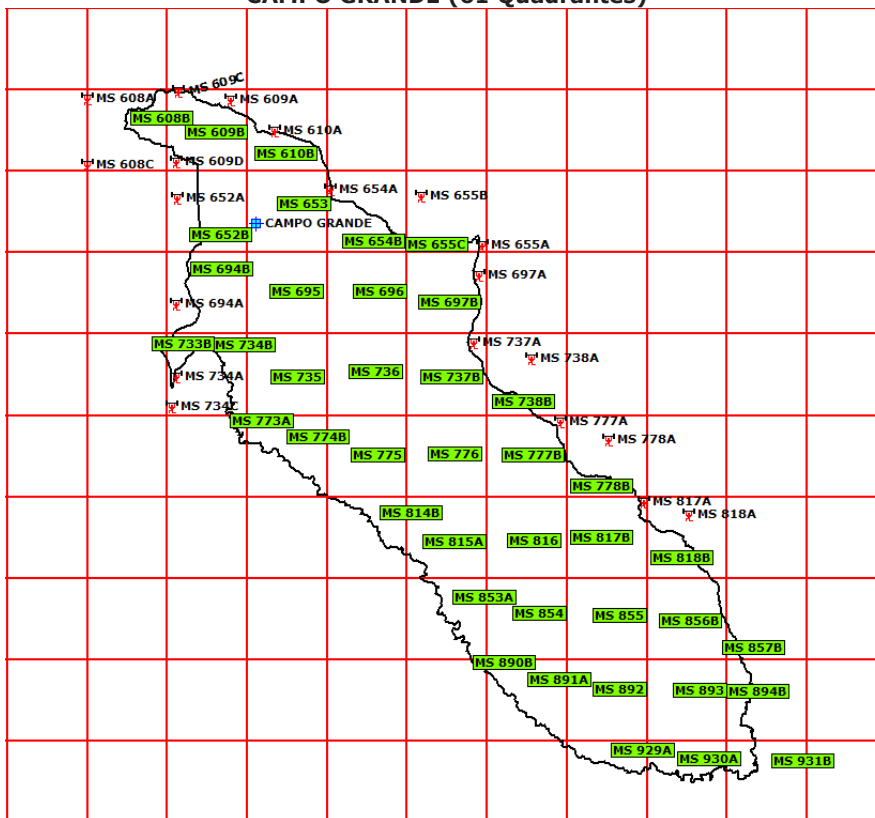 CAMPO GRANDE (61 Quadrantes)
MS 609C
MS 608A
MS 609A
MS 608B
MS 609B
MS 610A
MS 610B
MS 608C
MS 609D
MS 652A
MS 654A
MS 655B
MS 653
CAMPO GRANDE
MS 652B
MS 654B
MS 655C
MS 655A
MS 694B
MS 697A
MS 695
MS 696
MS 697B
MS 694A
MS 733B
MS 734B
MS 737A
MS 738A
MS 734A
MS 735
MS 736
MS 737B
MS 734C
MS 738B
MS 773A
MS 777A
MS 774B
MS 778A
MS 775
MS 776
MS 777B
MS 778B
MS 817A
MS 814B
MS 818A
MS 815A
MS 816
MS 817B
MS 818B
MS 853A
MS 854
MS 855
MS 856B
MS 857B
MS 890B
MS 891A
MS 892
MS 893
MS 894B
MS 929A
MS 930A
MS 931B